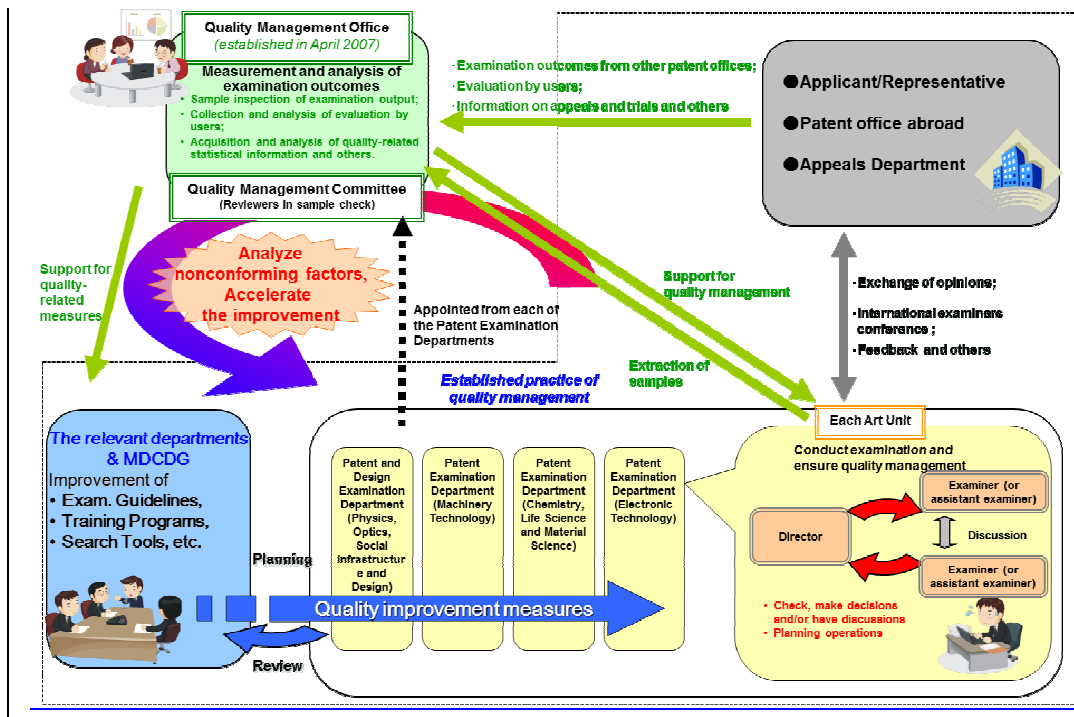 Quality Management Office
(established in April 2007)
Measurement and analysis of
examination outcomes
• Sample inspection of examination output;
• Collection and analysis of evaluation by
users;
• Acquisition and analysis of quality-related
statistical information and others.
Quality Management Committee
(Reviewers in sample check)
·Examination outcomes from other patent offices;
·Evaluation by users;
·Information on appeals and trials and others
●Applicant/Representative
●Patent office abroad
●Appeals Department
Support for
quality-
related
measures
Analyze
nonconforming factors,
Accelerate
the improvement
Appointed from each of
the Patent Examination
Departments
Support for
quality management
Extraction of
samples
·Exchange of opinions;
·International examiners
conference ;
·Feedback and others
Established practice of
quality management
The relevant departments
& MDCDG
Improvement of
• Exam. Guidelines,
• Training Programs,
• Search Tools, etc.
Planning
Review
Patent and
Design
Examination
Department
(Physics,
Optics,
Social
Infrastructur
e and
Design)
Patent
Examination
Department
(Machinery
Technology)
Patent
Examination
Department
(Chemistry,
Life Science
and Material
Science)
Patent
Examination
Department
(Electronic
Technology)
Quality improvement measures
Each Art Unit
Conduct examination and
ensure quality management
Director
Examiner (or
assistant examiner)
Discussion
Examiner (or
assistant examiner)
• Check, make decisions
and/or have discussions
• Planning operations